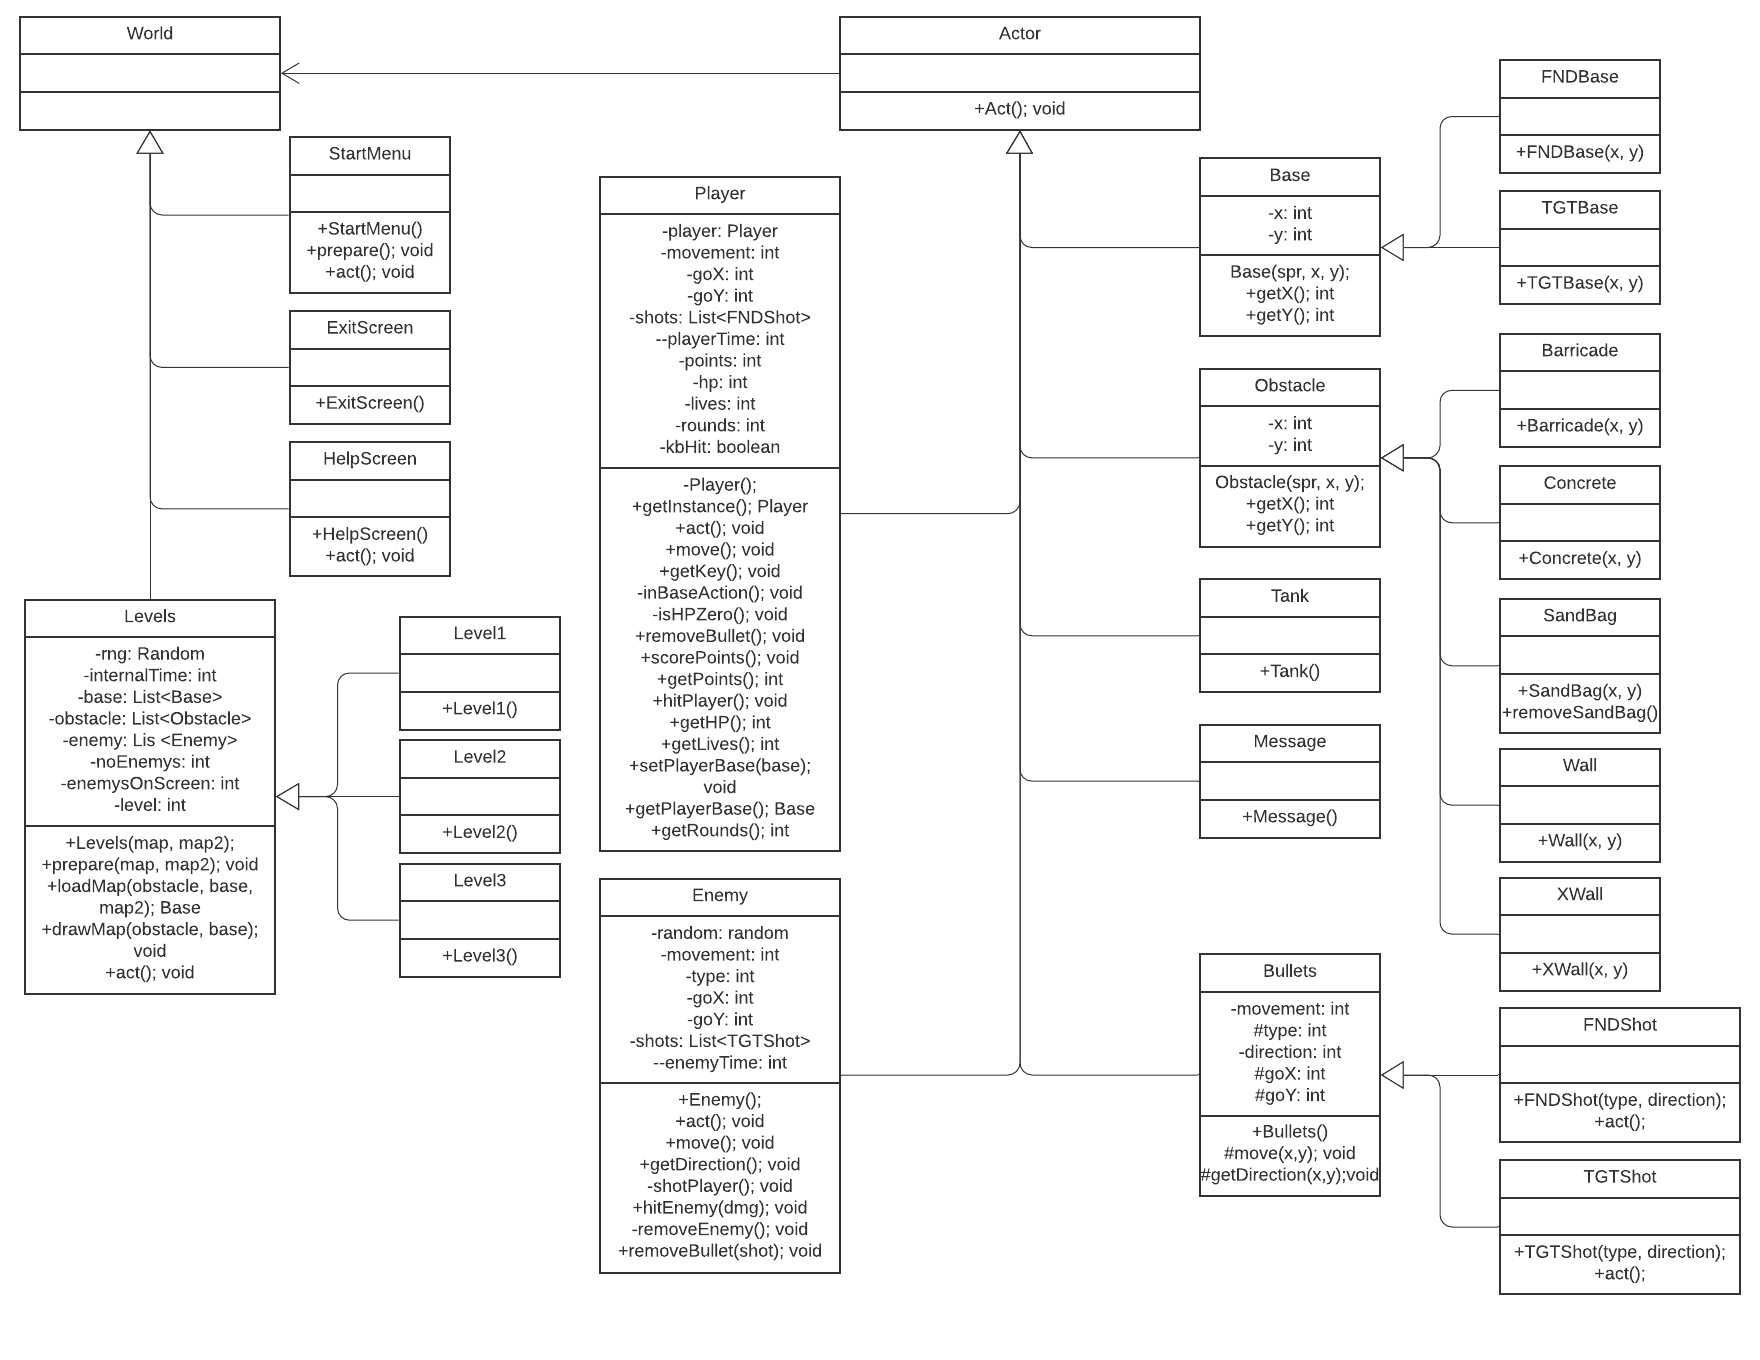 World
Actor
+Act(); void
StartMenu
+StartMenu()
+prepare(); void
+act(); void
ExitScreen
+ExitScreen()
HelpScreen
+HelpScreen()
+act(); void
Levels
-rng: Random
-internalTime: int
-base: List<Base>
-obstacle: List<Obstacle>
-enemy: Lis <Enemy>
-noEnemys: int
-enemysOnScreen: int
-level: int
+Levels(map, map2);
+prepare(map, map2); void
+loadMap(obstacle, base,
map2); Base
+drawMap(obstacle, base);
void
+act(); void
Level1
+Level1()
Level2
+Level2()
Level3
+Level3()
Player
-player: Player
-movement: int
-goX: int
-goY: int
-shots: List<FNDShot>
--playerTime: int
-points: int
-hp: int
-lives: int
-rounds: int
-kbHit: boolean
-Player();
+getInstance(); Player
+act(); void
+move(); void
+getKey(); void
-inBaseAction(); void
-isHPZero(); void
+removeBullet(); void
+scorePoints(); void
+getPoints(); int
+hitPlayer(); void
+getHP(); int
+getLives(); int
+setPlayerBase(base);
void
+getPlayerBase(); Base
+getRounds(); int
Enemy
-random: random
-movement: int
-type: int
-goX: int
-goY: int
-shots: List<TGTShot>
--enemyTime: int
+Enemy();
+act(); void
+move(); void
+getDirection(); void
-shotPlayer(); void
+hitEnemy(dmg); void
-removeEnemy(); void
+removeBullet(shot); void
Base
-x: int
-y: int
Base(spr, x, y);
+getX(); int
+getY(); int
Obstacle
-x: int
-y: int
Obstacle(spr, x, y);
+getX(); int
+getY(); int
Tank
+Tank()
Message
+Message()
Bullets
-movement: int
#type: int
-direction: int
#goX: int
#goY: int
+Bullets()
#move(x,y); void
#getDirection(x,y);void
FNDBase
+FNDBase(x, y)
TGTBase
+TGTBase(x, y)
Barricade
+Barricade(x, y)
Concrete
+Concrete(x, y)
SandBag
+SandBag(x, y)
+removeSandBag()
Wall
+Wall(x, y)
XWall
+XWall(x, y)
FNDShot
+FNDShot(type, direction);
+act();
TGTShot
+TGTShot(type, direction);
+act();